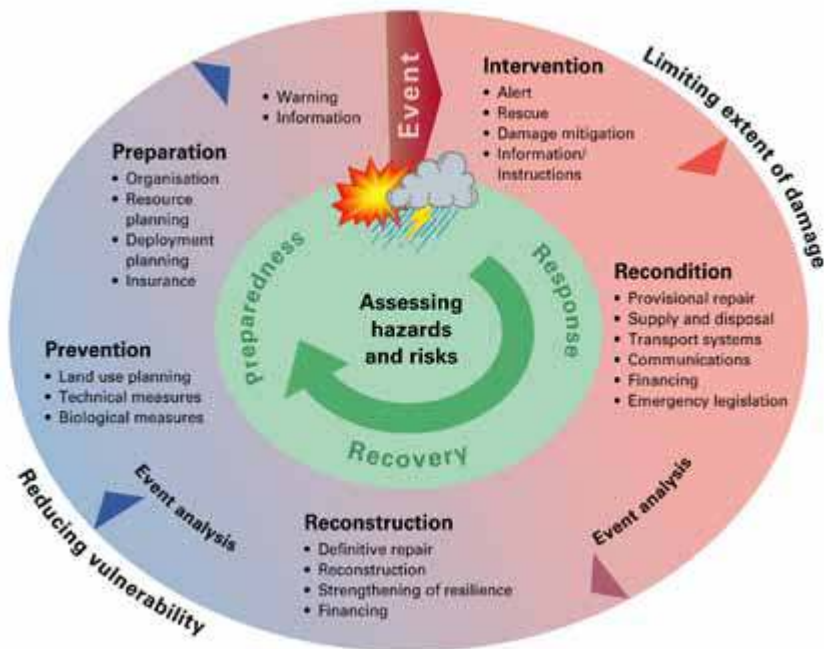 Event
Intervention
• Alert
• Rescue
• Damage mitigation
• Information/
Instructions
Limiting extent of damage
Recondition
• Provisional repair
• Supply and disposal
• Transport systems
• Communications
• Financing
• Emergency legislation
Event analysis
Reconstruction
• Definitive repair
• Reconstruction
• Strengthening of resilience
• Financing
Event analysis
Reducing vulnerability
Prevention
• Land use planning
• Technical measures
• Biological measures
Preparation
• Organisation
• Resource
planning
• Deployment
planning
• Insurance
• Warning
• Information
Preparedness
Response
Recovery
Assessing
hazards
and risks